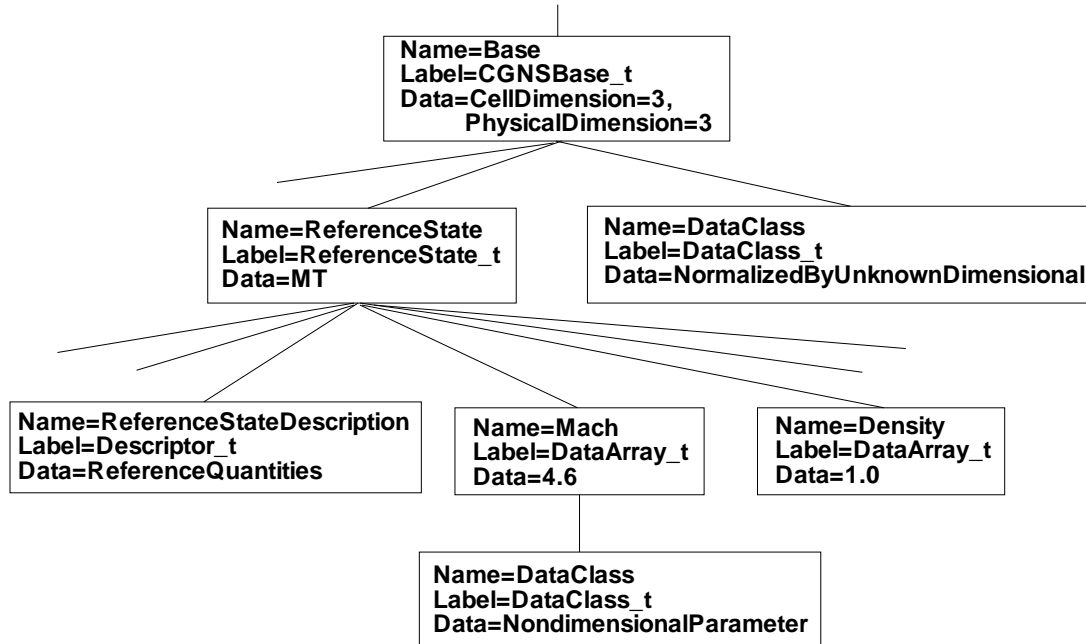 Name=Base
Label=CGNSBase_t
Data=CellDimension=3,
PhysicalDimension=3
Name=ReferenceState
Label=ReferenceState_t
Data=MT
Name=DataClass
Label=DataClass_t
Data=NormalizedByUnknownDimensional
Name=ReferenceStateDescription
Label=Descriptor_t
Data=ReferenceQuantities
Name=Mach
Label=DataArray_t
Data=4.6
Name=Density
Label=DataArray_t
Data=1.0
Name=DataClass
Label=DataClass_t
Data=NondimensionalParameter